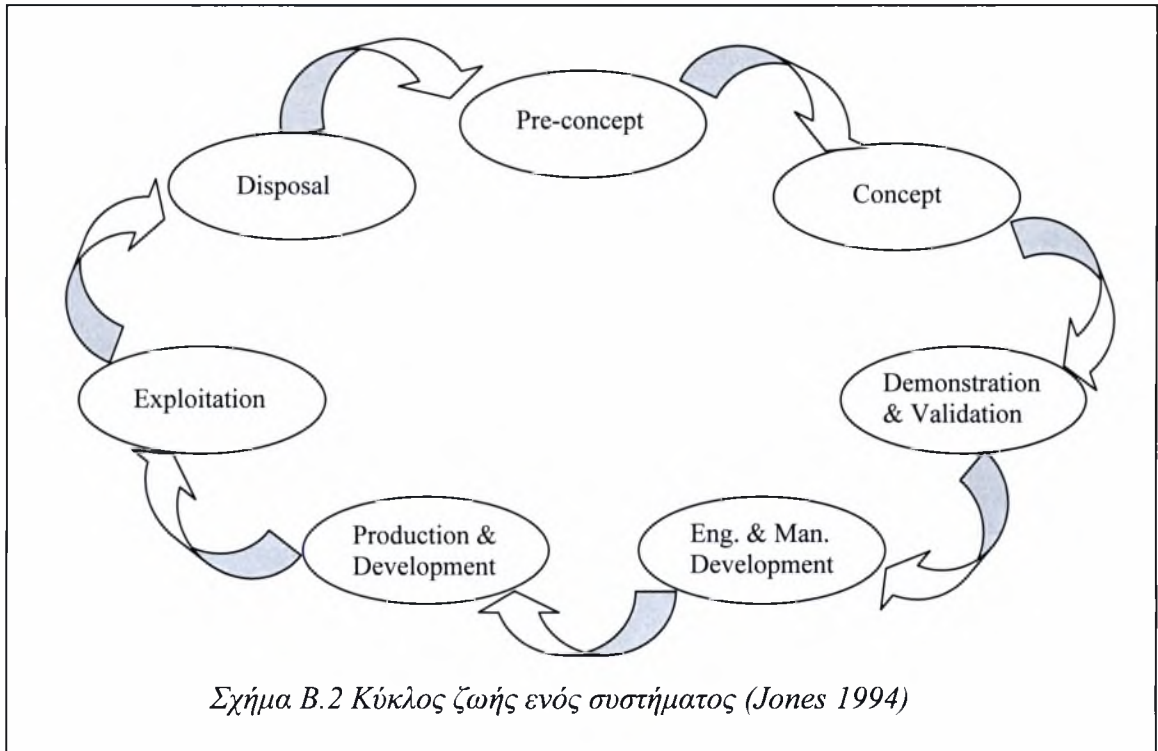 Pre-concept
Concept
Demonstration
& Validation
Eng. & Man.
Development
Production &
Development
Exploitation
Disposal
Σχήμα Β.2 Κύκλος ζωής ενός συστήματος (Jones 1994)